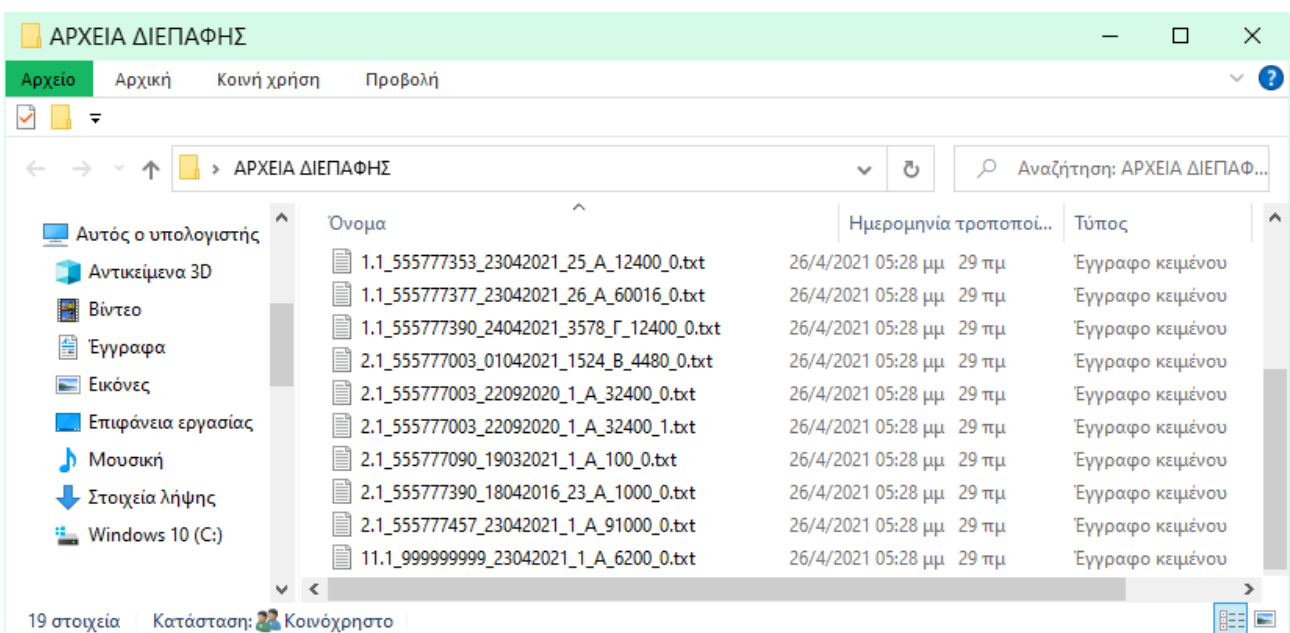 ΑΡΧΕΙΑ ΔΙΕΠΑΦΗΣ
Αρχείο Αρχική Κοινή χρήση Προβολή
ΑΡΧΕΙΑ ΔΙΕΠΑΦΗΣ Αναζήτηση: ΑΡΧΕΙΑ ΔΙΕΠΑΦ...
Όνομα Ημερομηνία τροποποί... Τύπος
Αυτός ο υπολογιστής
Αντικείμενα 3D
Βίντεο
Έγγραφα
Εικόνες
Επιφάνεια εργασίας
Μουσική
Στοιχεία λήψης
Windows 10 (C:)
1.1_555777353_23042021_25_Α_12400_0.txt 26/4/2021 05:28 μμ 29 πμ Έγγραφο κειμένου
1.1_555777377_23042021_26_Α_60016_0.txt 26/4/2021 05:28 μμ 29 πμ Έγγραφο κειμένου
1.1_555777390_24042021_3578_Γ_12400_0.txt 26/4/2021 05:28 μμ 29 πμ Έγγραφο κειμένου
2.1_555777003_01042021_1524_Β_4480_0.txt 26/4/2021 05:28 μμ 29 πμ Έγγραφο κειμένου
2.1_555777003_22092020_1_Α_32400_0.txt 26/4/2021 05:28 μμ 29 πμ Έγγραφο κειμένου
2.1_555777003_22092020_1_Α_32400_1.txt 26/4/2021 05:28 μμ 29 πμ Έγγραφο κειμένου
2.1_555777090_19032021_1_Α_100_0.txt 26/4/2021 05:28 μμ 29 πμ Έγγραφο κειμένου
2.1_555777390_18042016_23_Α_1000_0.txt 26/4/2021 05:28 μμ 29 πμ Έγγραφο κειμένου
2.1_555777457_23042021_1_Α_91000_0.txt 26/4/2021 05:28 μμ 29 πμ Έγγραφο κειμένου
11.1_999999999_23042021_1_Α_6200_0.txt 26/4/2021 05:28 μμ 29 πμ Έγγραφο κειμένου
19 στοιχεία Κατάσταση: Κοινόχρηστο